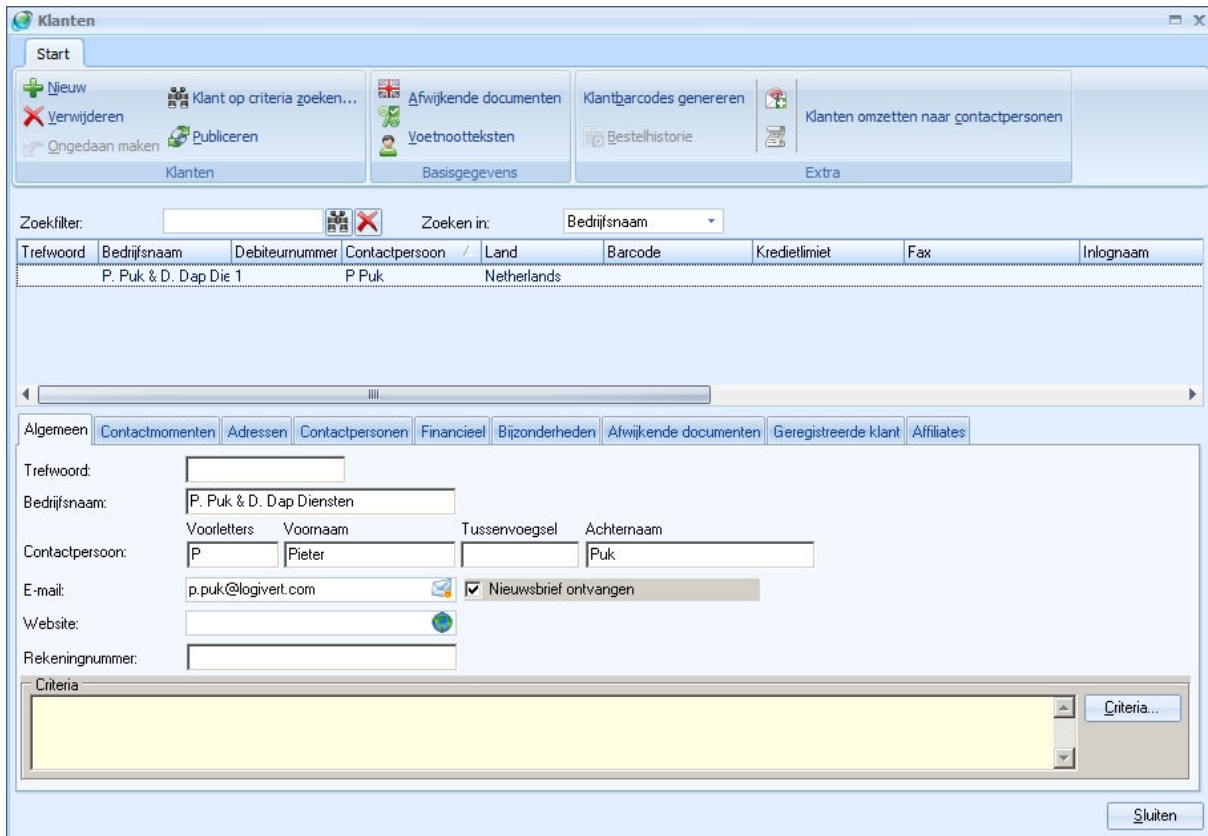 Klanten
Start
Nieuw
Verwijderen
Ongedaan maken
Klant op criteria zoeken...
Publiceren
Klanten
Afwijkende documenten
Voetnootteksten
Basisgegevens
Klantbarcodes genereren
Bestelhistorie
Klanten omzetten naar contactpersonen
Extra
Zoekfilter: Zoeken in: Bedrijfsnaam
Trefwoord Bedrijfsnaam Debiteurnummer Contactpersoon Land Barcode Kredietlimiet Fax Inlognaam
P. Puk & D. Dap Die 1 P Puk Netherlands
Algemeen Contactmomenten Adressen Contactpersonen Financieel Bijzonderheden Afwijkende documenten Geregistreerde klant Affiliates
Trefwoord:
Bedrijfsnaam: P. Puk & D. Dap Diensten
Voorletters Voornaam Tussenvoegsel Achternaam
Contactpersoon: P Pieter Puk
E-mail: p.puk@logivert.com Nieuwsbrief ontvangen
Website:
Rekeningnummer:
Criteria
Criteria...
Sluiten